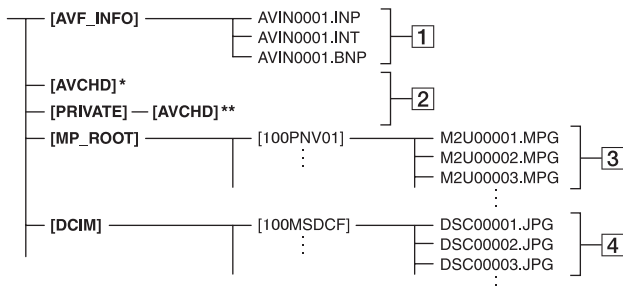 [AVF_INFO] AVIN0001.INP
AVIN0001.INT 1
AVIN0001.BNP
[AVCHD]*
2
[PRIVATE] [AVCHD]**
[MP_ROOT] [100PNV01] M2U00001.MPG
M2U00002.MPG 3
M2U00003.MPG
[DCIM] [100MSDCF] DSC00001.JPG
DSC00002.JPG 4
DSC00003.JPG